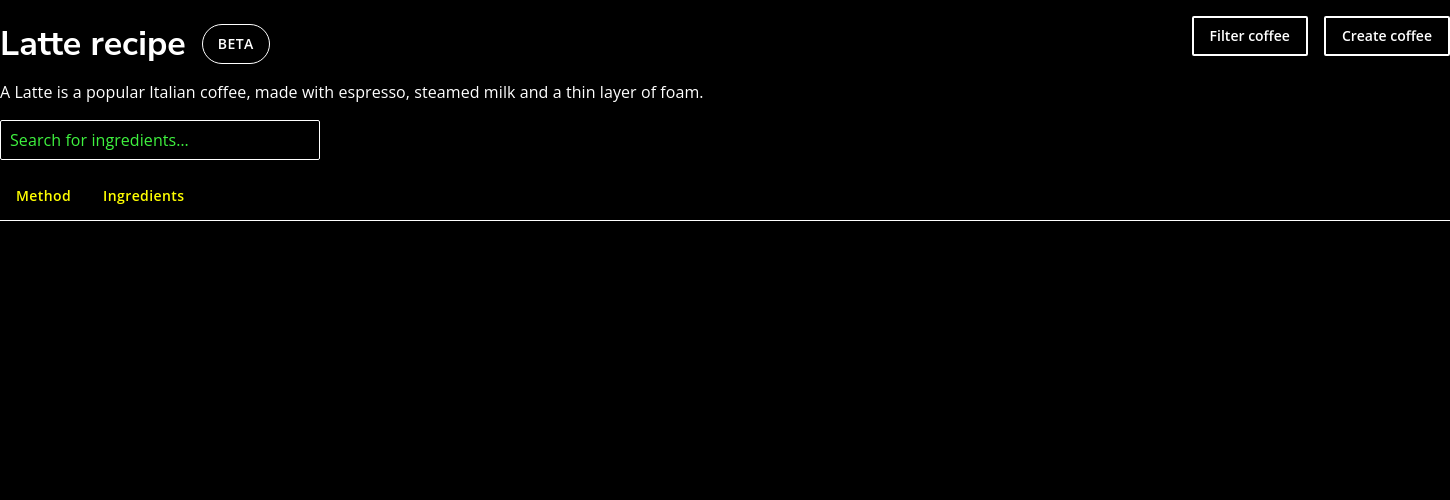 Latte recipe BETA
Filter coffee Create coffee
A Latte is a popular Italian coffee, made with espresso, steamed milk and a thin layer of foam.
Search for ingredients...
Method Ingredients